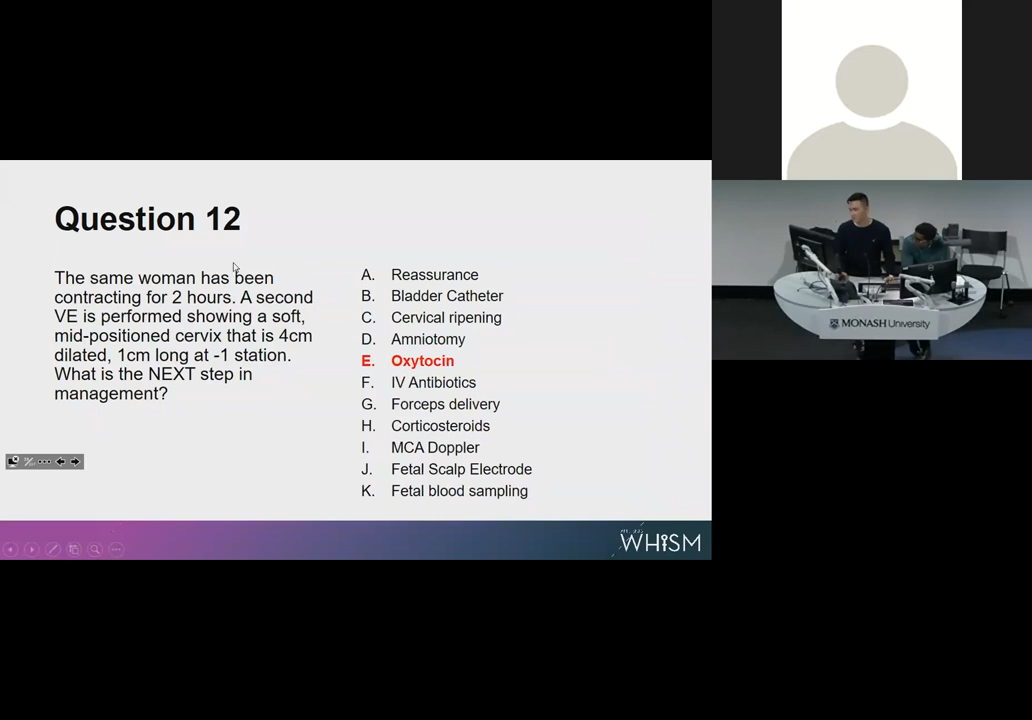 Question 12
The same woman has been
contracting for 2 hours. A second
VE is performed showing a soft,
mid-positioned cervix that is 4cm
dilated, 1cm long at -1 station.
What is the NEXT step in
management?
A. Reassurance
B. Bladder Catheter
C. Cervical ripening
D. Amniotomy
E. Oxytocin
F. IV Antibiotics
G. Forceps delivery
H. Corticosteroids
I. MCA Doppler
J. Fetal Scalp Electrode
K. Fetal blood sampling
WHiSM
MONASH University